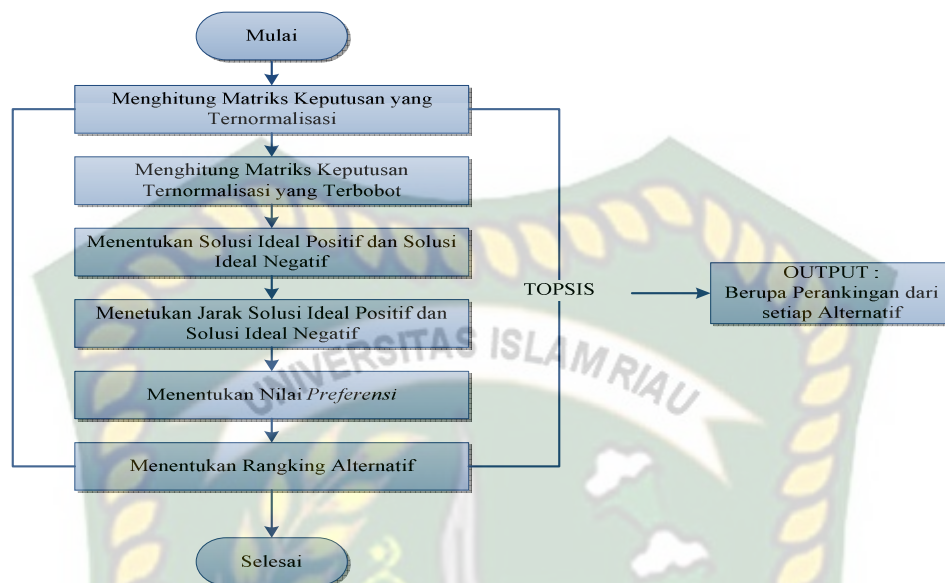 Mulai
Menghitung Matriks Keputusan yang
Ternormalisasi
Menghitung Matriks Keputusan
Ternormalisasi yang Terbobot
Menentukan Solusi Ideal Positif dan Solusi
Ideal Negatif
Menetukan Jarak Solusi Ideal Positif dan
Solusi Ideal Negatif
Menentukan Nilai Preferensi
Menentukan Rangking Alternatif
Selesai
TOPSIS
OUTPUT :
Berupa Perankingan dari
setiap Alternatif
UNIVERSITAS ISLAM RIAU